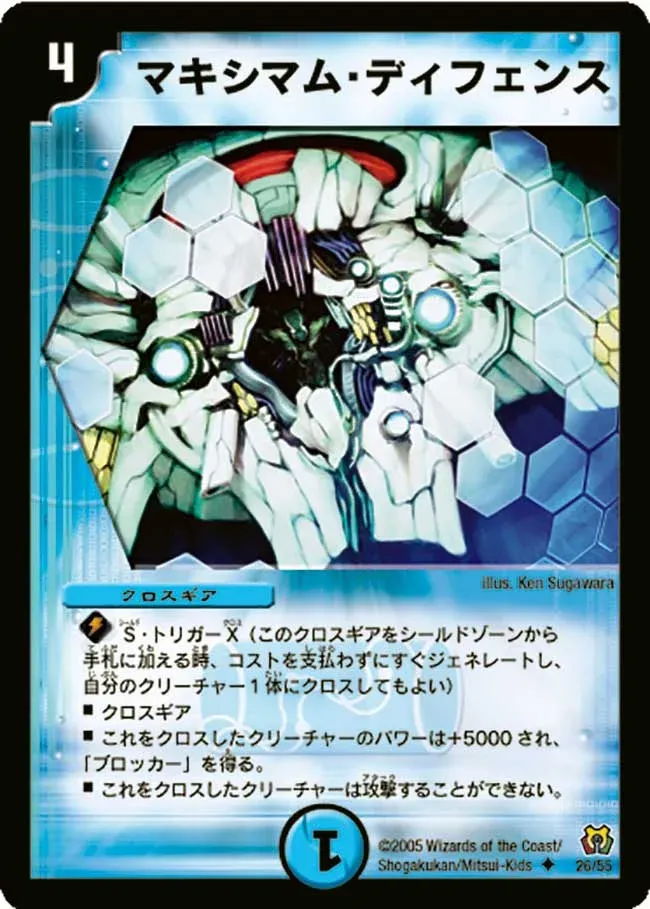 4
マキシマム・ディフェンス
illus. Ken Sugawara
クロスギア
S・トリガーX（このクロスギアをシールドゾーンから
手札に加える時、コストを支払わずにすぐジェネレートし、
自分のクリーチャー1体にクロスしてもよい）
■ クロスギア
■ これをクロスしたクリーチャーのパワーは+5000され、
「ブロッカー」を得る。
■ これをクロスしたクリーチャーは攻撃することができない。
1
©2005 Wizards of the Coast/
Shogakukan/Mitsui-Kids ◆ 26/55